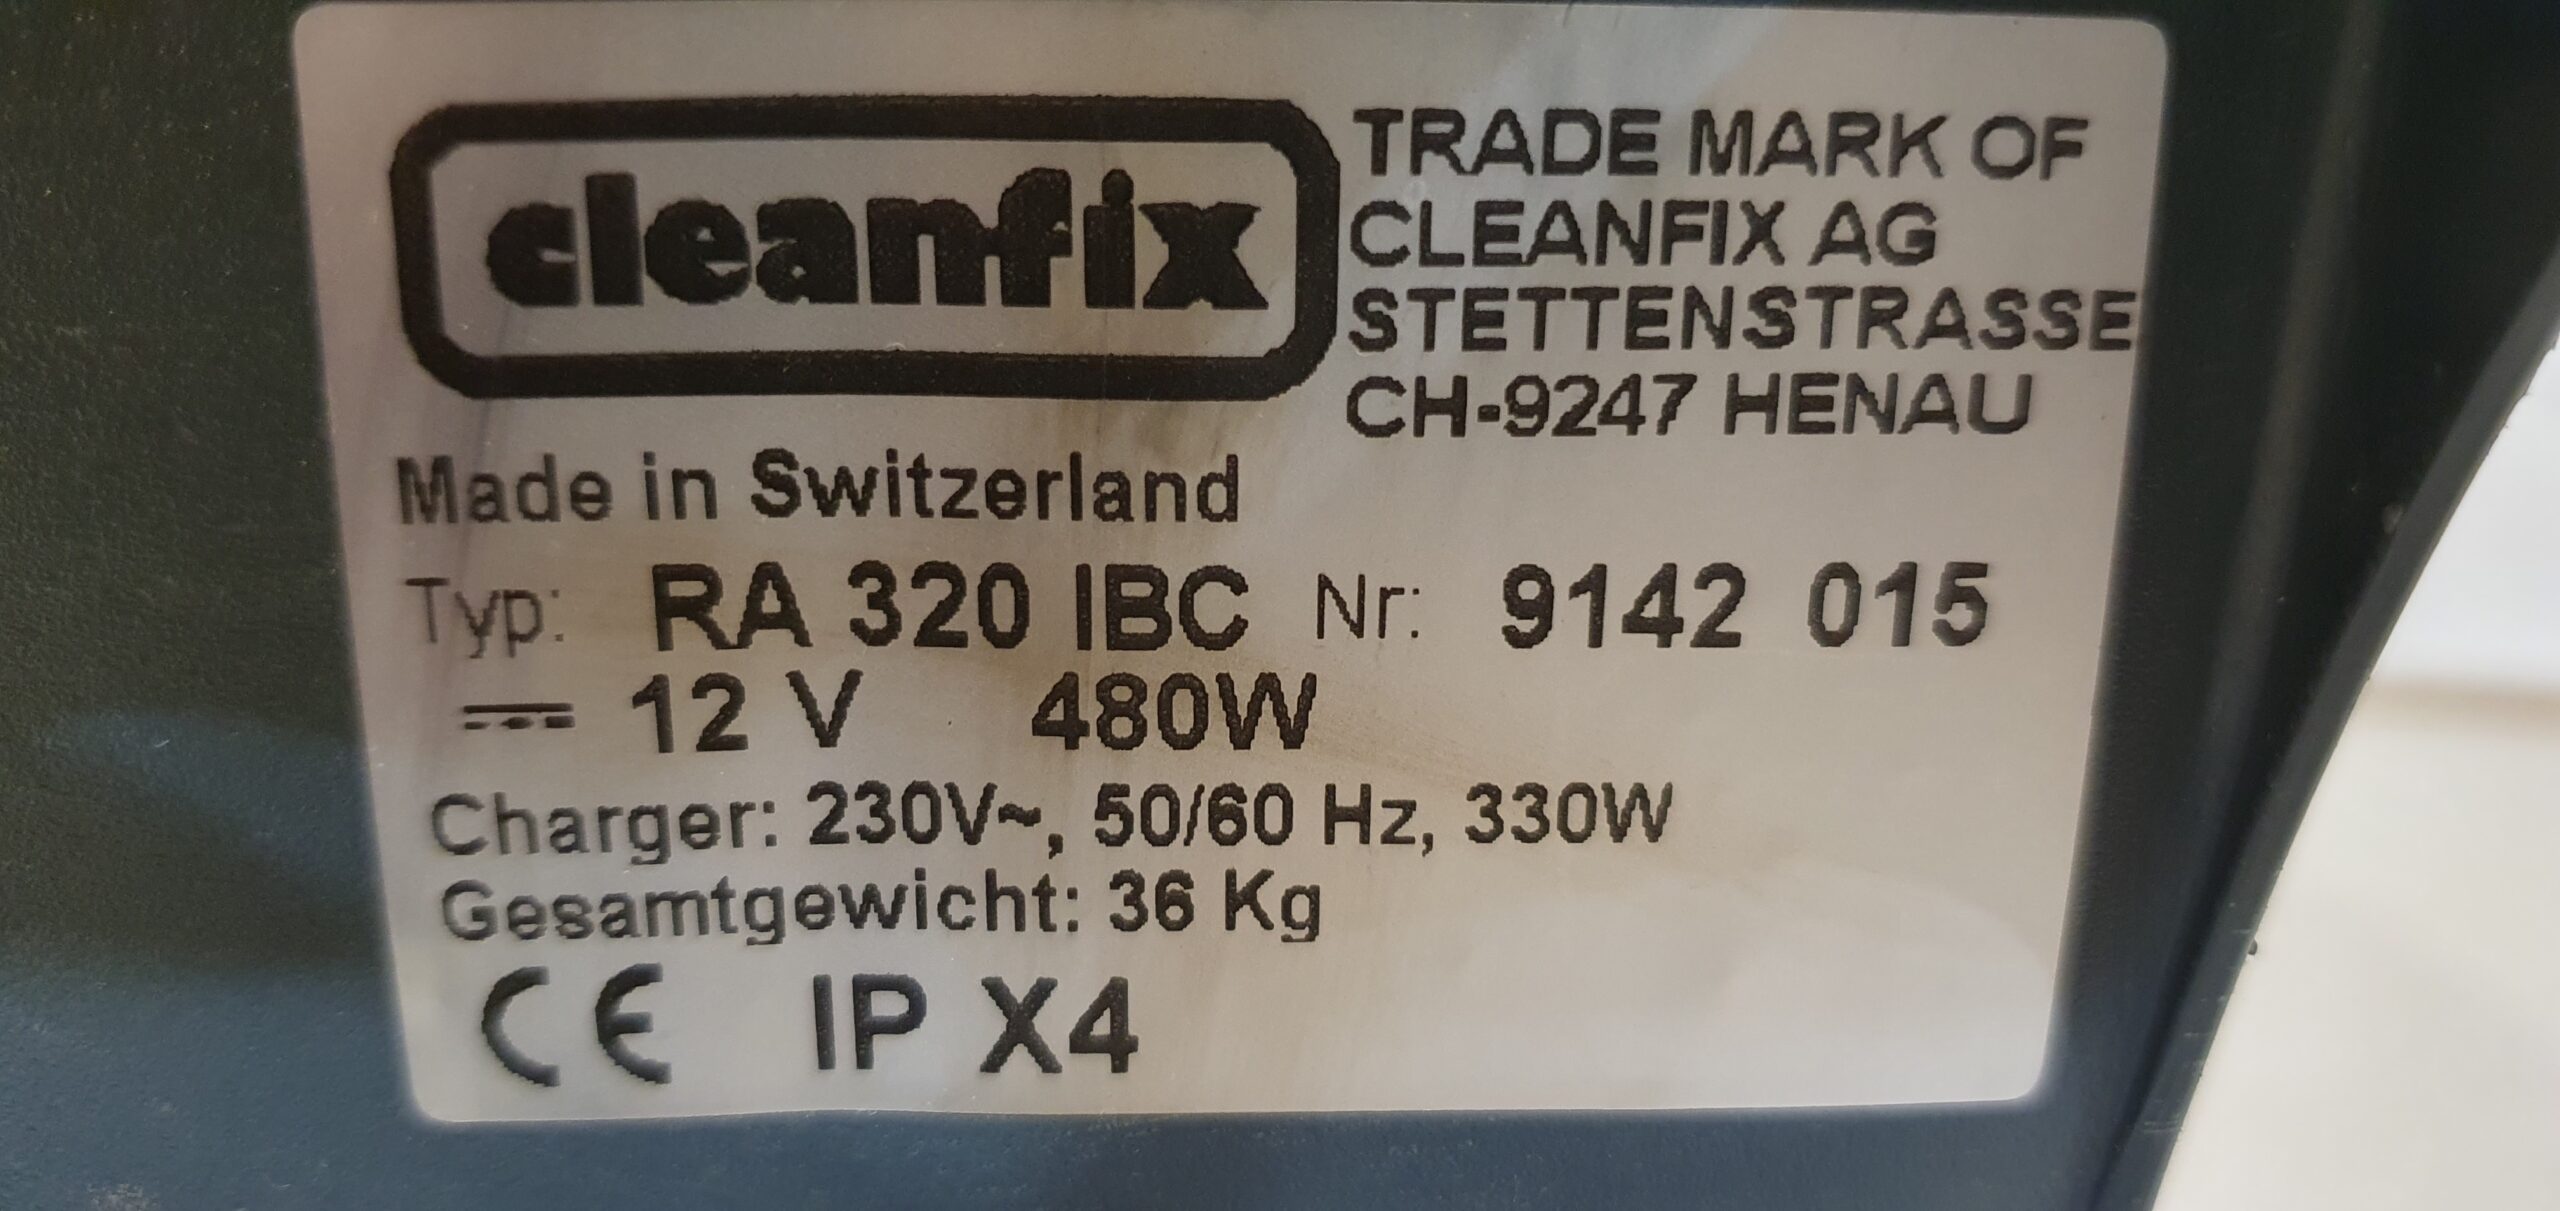 cleanfix
TRADE MARK OF
CLEANFIX AG
STETTENSTRASSE
CH-9247 HENAU
Made in Switzerland
Typ: RA 320 IBC Nr: 9142 015
⎓ 12 V 480W
Charger: 230V~, 50/60 Hz, 330W
Gesamtgewicht: 36 Kg
CE IP X4